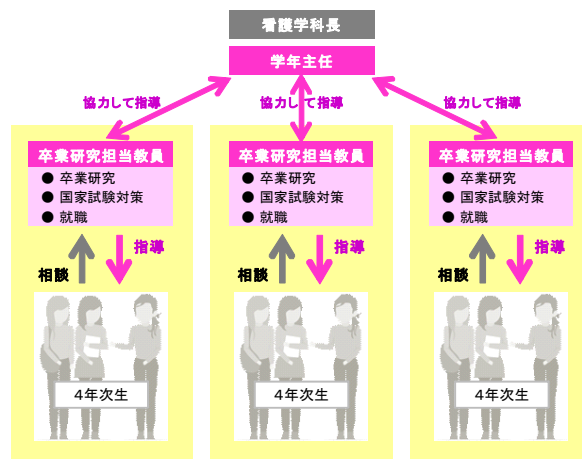 看護学科長
学年主任
協力して指導
協力して指導
協力して指導
卒業研究担当教員
● 卒業研究
● 国家試験対策
● 就職
相談
指導
4年次生
卒業研究担当教員
● 卒業研究
● 国家試験対策
● 就職
相談
指導
4年次生
卒業研究担当教員
● 卒業研究
● 国家試験対策
● 就職
相談
指導
4年次生